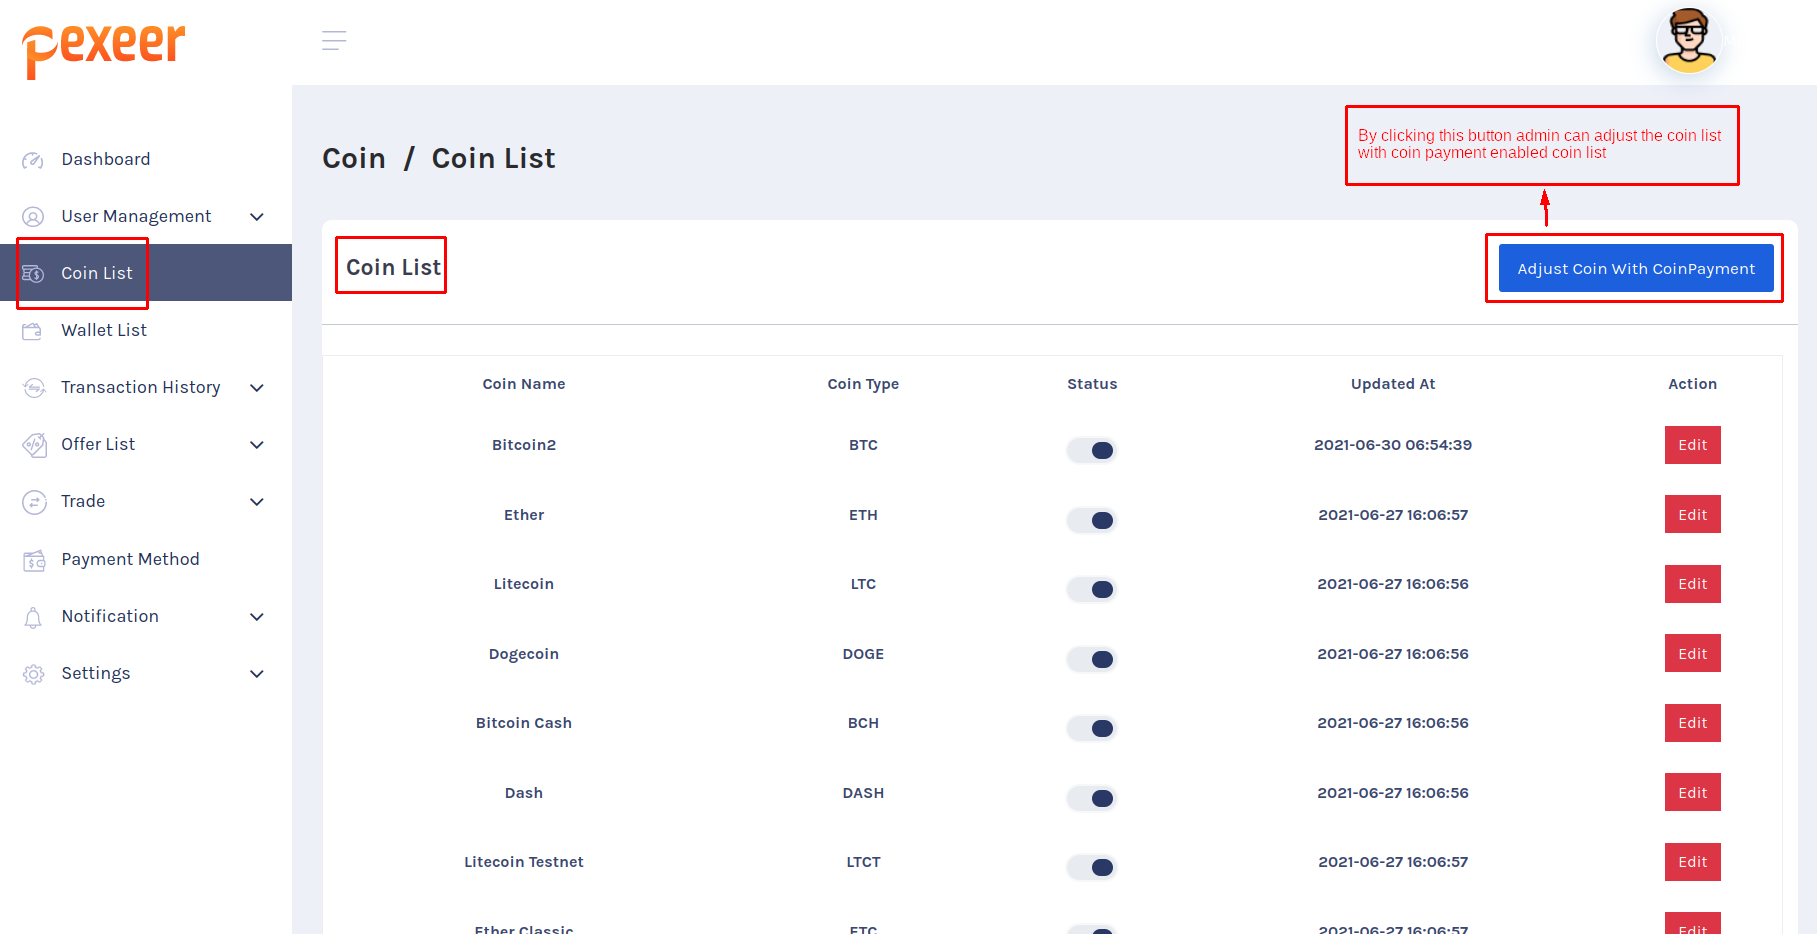 pexeer
Dashboard
User Management
Coin List
Wallet List
Transaction History
Offer List
Trade
Payment Method
Notification
Settings
Coin / Coin List
By clicking this button admin can adjust the coin list
with coin payment enabled coin list
Coin List
Adjust Coin With CoinPayment
Coin Name Coin Type Status Updated At Action
Bitcoin2 BTC 2021-06-30 06:54:39 Edit
Ether ETH 2021-06-27 16:06:57 Edit
Litecoin LTC 2021-06-27 16:06:56 Edit
Dogecoin DOGE 2021-06-27 16:06:56 Edit
Bitcoin Cash BCH 2021-06-27 16:06:56 Edit
Dash DASH 2021-06-27 16:06:56 Edit
Litecoin Testnet LTCT 2021-06-27 16:06:57 Edit
Ether Classic ETC 2021-06-27 16:06:57 Edit